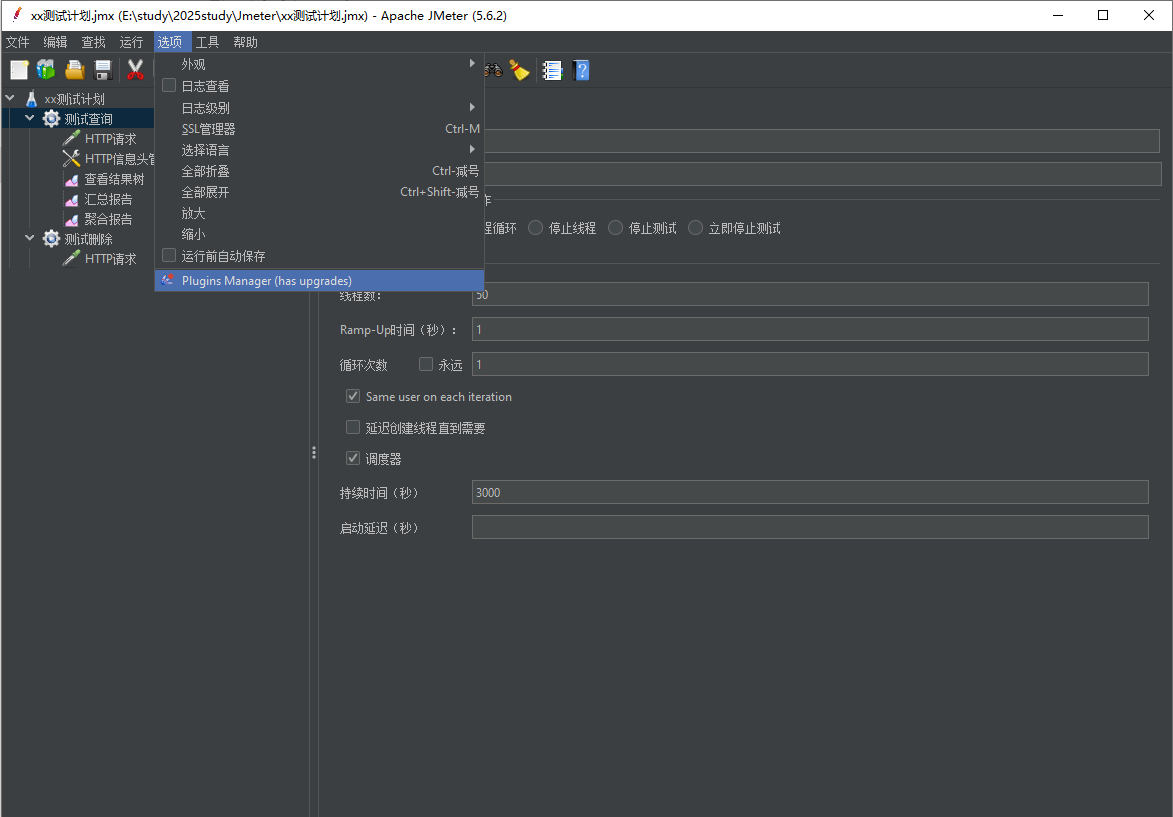 xx测试计划.jmx (E:\study\2025study\Jmeter\xx测试计划.jmx) - Apache JMeter (5.6.2)
文件 编辑 查找 运行 选项 工具 帮助
外观
日志查看
日志级别
SSL管理器 Ctrl-M
选择语言
全部折叠 Ctrl-减号
全部展开 Ctrl+Shift-减号
放大
缩小
运行前自动保存
Plugins Manager (has upgrades)
xx测试计划
测试查询
HTTP请求
HTTP信息头管
查看结果树
汇总报告
聚合报告
测试删除
HTTP请求
作
程循环 停止线程 停止测试 立即停止测试
线程数: 50
Ramp-Up时间（秒）: 1
循环次数 永远 1
Same user on each iteration
延迟创建线程直到需要
调度器
持续时间（秒） 3000
启动延迟（秒）